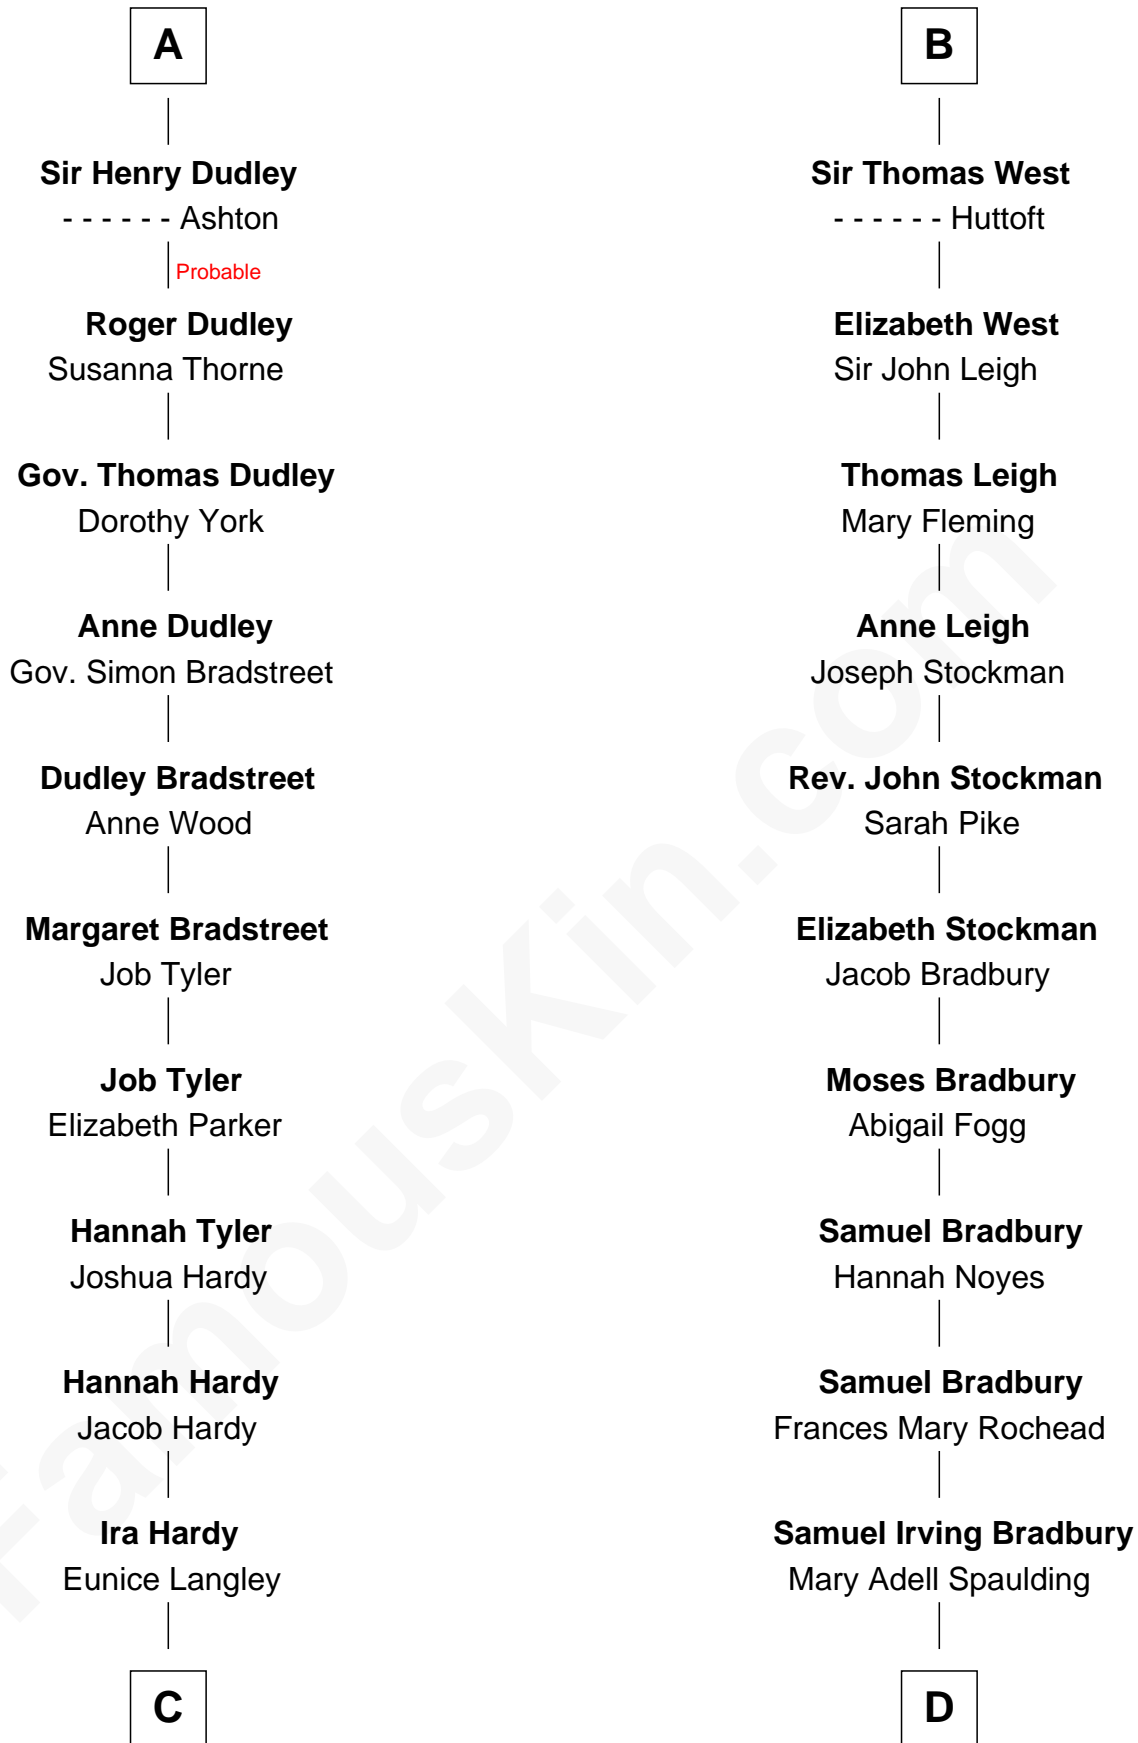 A
Sir Henry Dudley
- - - - - - Ashton
Probable
Roger Dudley
Susanna Thorne
Gov. Thomas Dudley
Dorothy York
Anne Dudley
Gov. Simon Bradstreet
Dudley Bradstreet
Anne Wood
Margaret Bradstreet
Job Tyler
Job Tyler
Elizabeth Parker
Hannah Tyler
Joshua Hardy
Hannah Hardy
Jacob Hardy
Ira Hardy
Eunice Langley
C
B
Sir Thomas West
- - - - - - Huttoft
Elizabeth West
Sir John Leigh
Thomas Leigh
Mary Fleming
Anne Leigh
Joseph Stockman
Rev. John Stockman
Sarah Pike
Elizabeth Stockman
Jacob Bradbury
Moses Bradbury
Abigail Fogg
Samuel Bradbury
Hannah Noyes
Samuel Bradbury
Frances Mary Rochead
Samuel Irving Bradbury
Mary Adell Spaulding
D
FamousKin.com